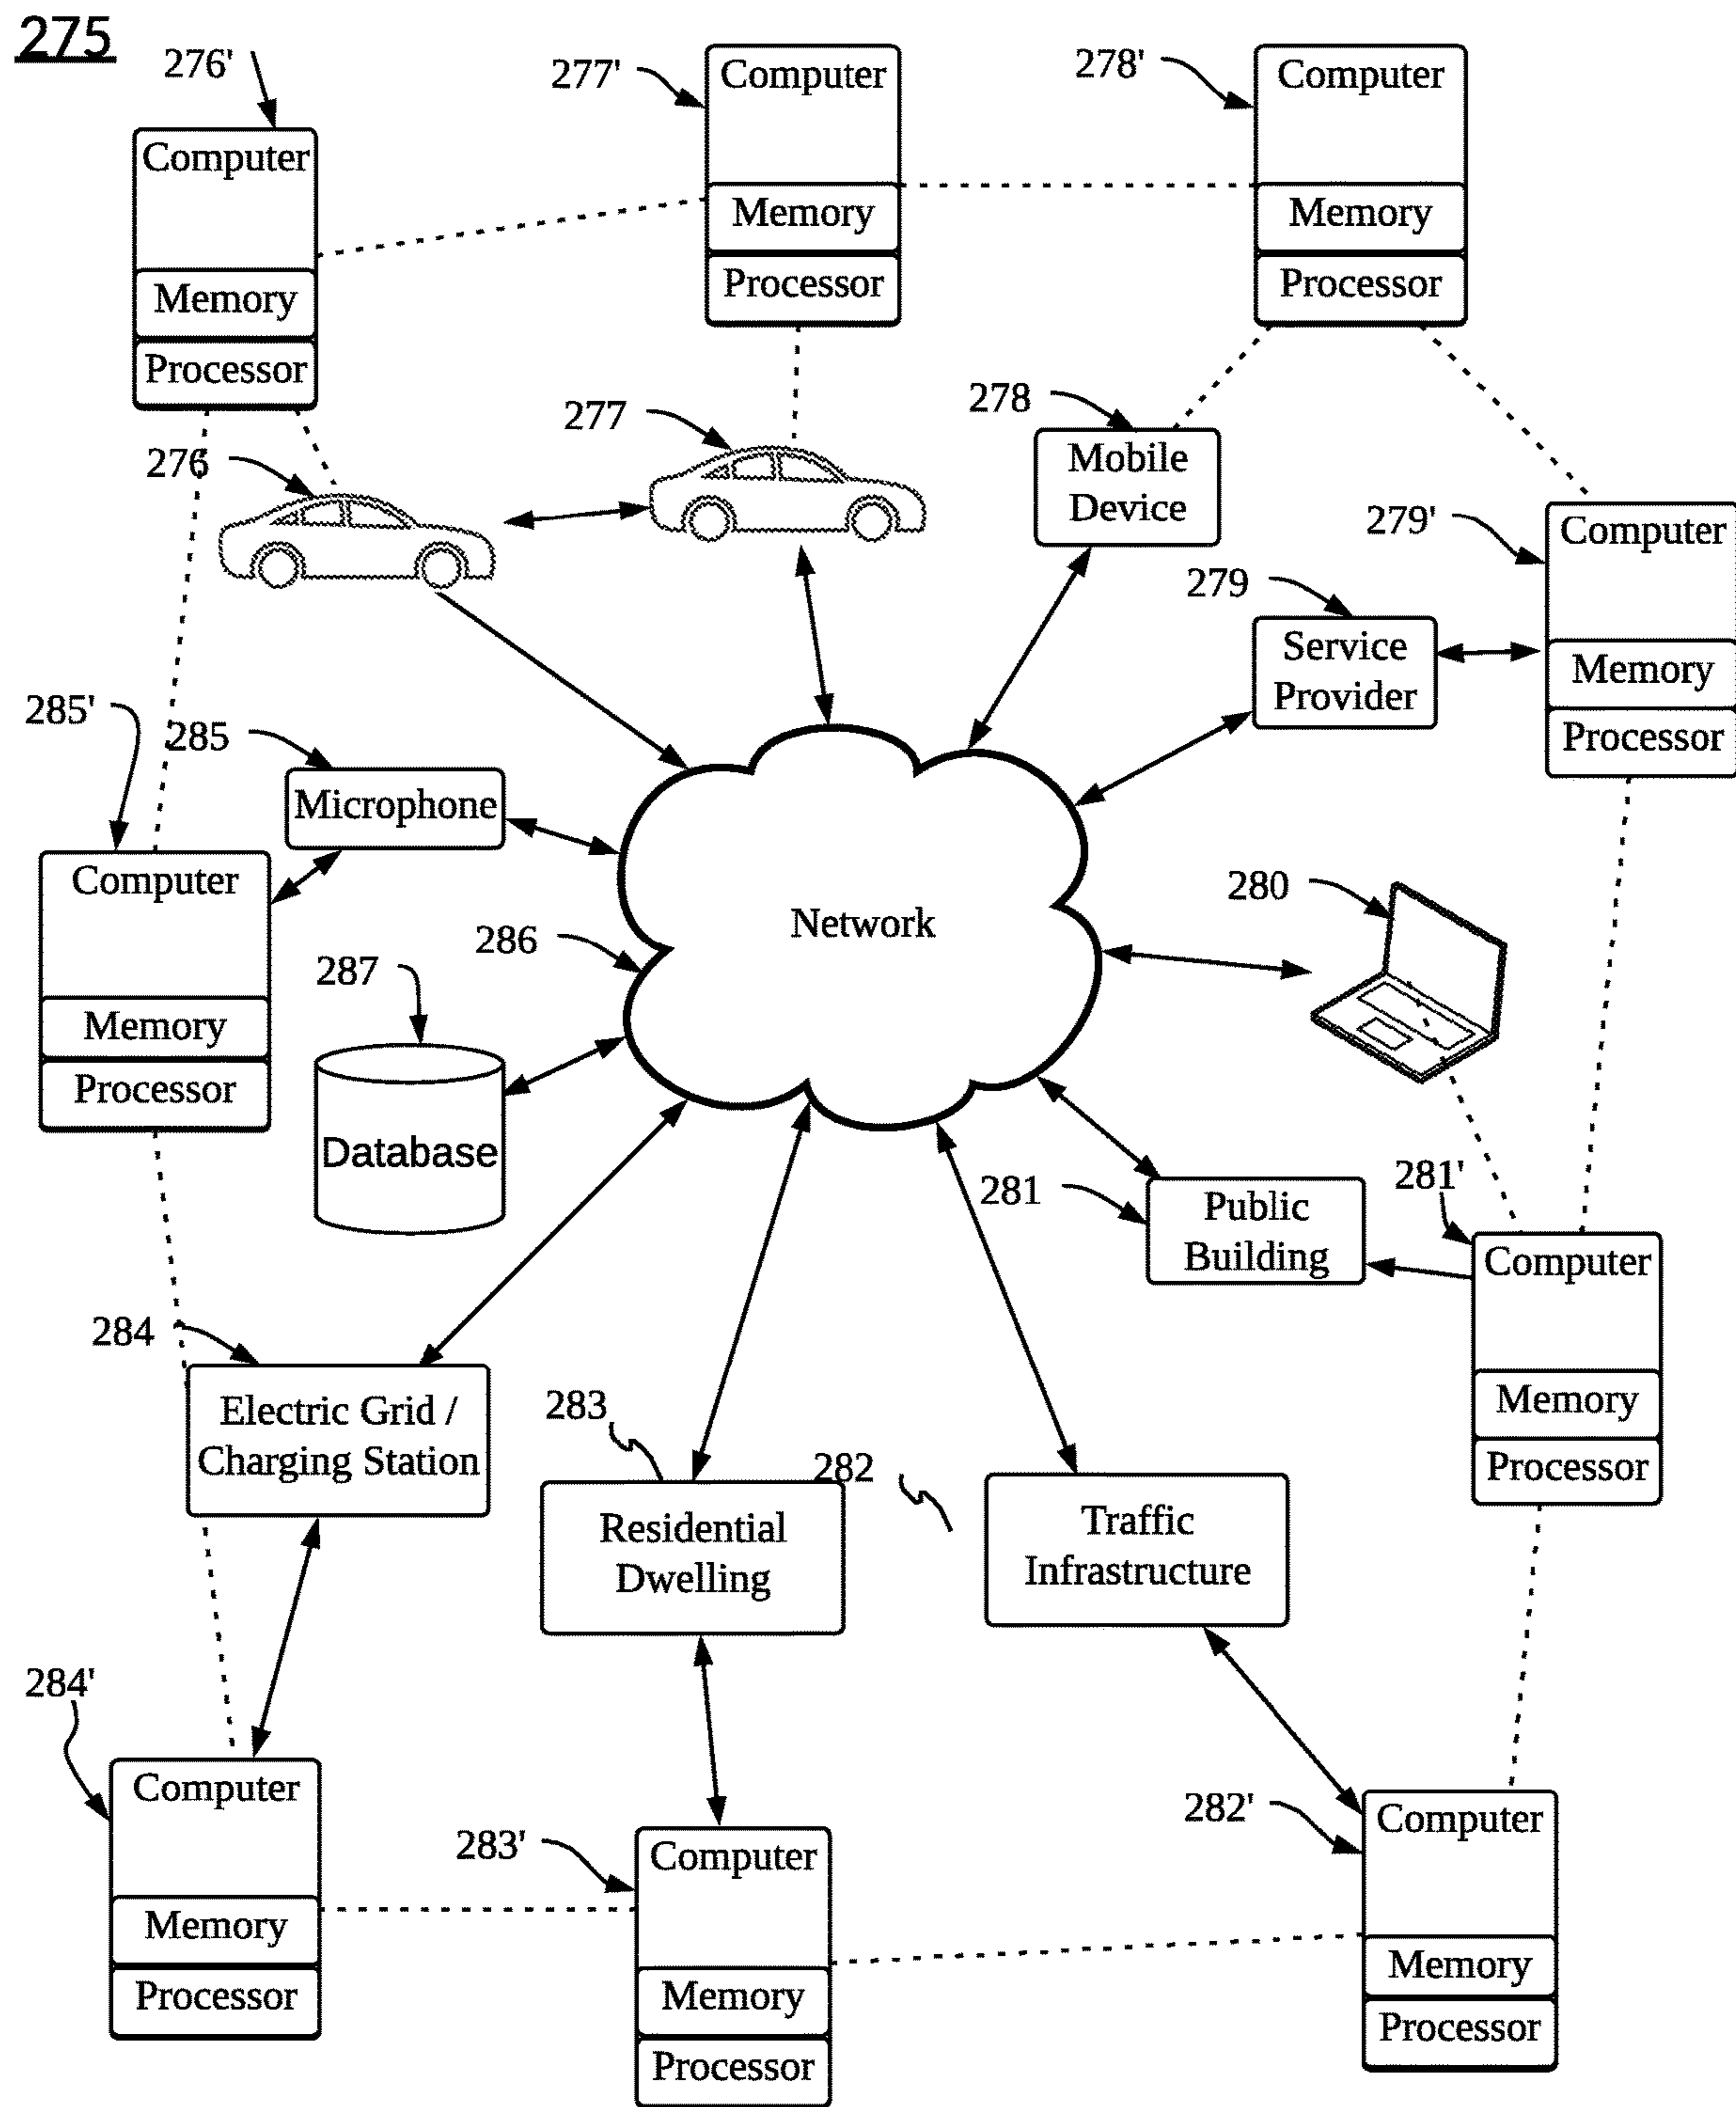 275
276'
277'
278'
Computer
Memory
Processor
Computer
Memory
Processor
Computer
Memory
Processor
276
277
278
Mobile
Device
279'
Computer
Memory
Processor
279
Service
Provider
285'
285
Microphone
Computer
Memory
Processor
286
Network
280
287
Database
281
Public
Building
281'
Computer
Memory
Processor
284
Electric Grid /
Charging Station
283
Residential
Dwelling
282
Traffic
Infrastructure
284'
Computer
Memory
Processor
283'
Computer
Memory
Processor
282'
Computer
Memory
Processor